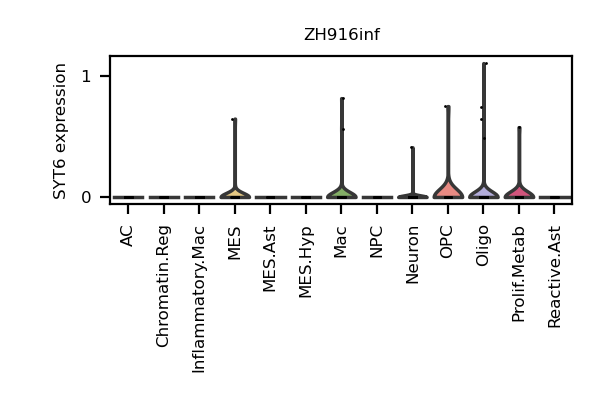 ZH916inf
SYT6 expression
1
0
AC
Chromatin.Reg
Inflammatory.Mac
MES
MES.Ast
MES.Hyp
Mac
NPC
Neuron
OPC
Oligo
Prolif.Metab
Reactive.Ast